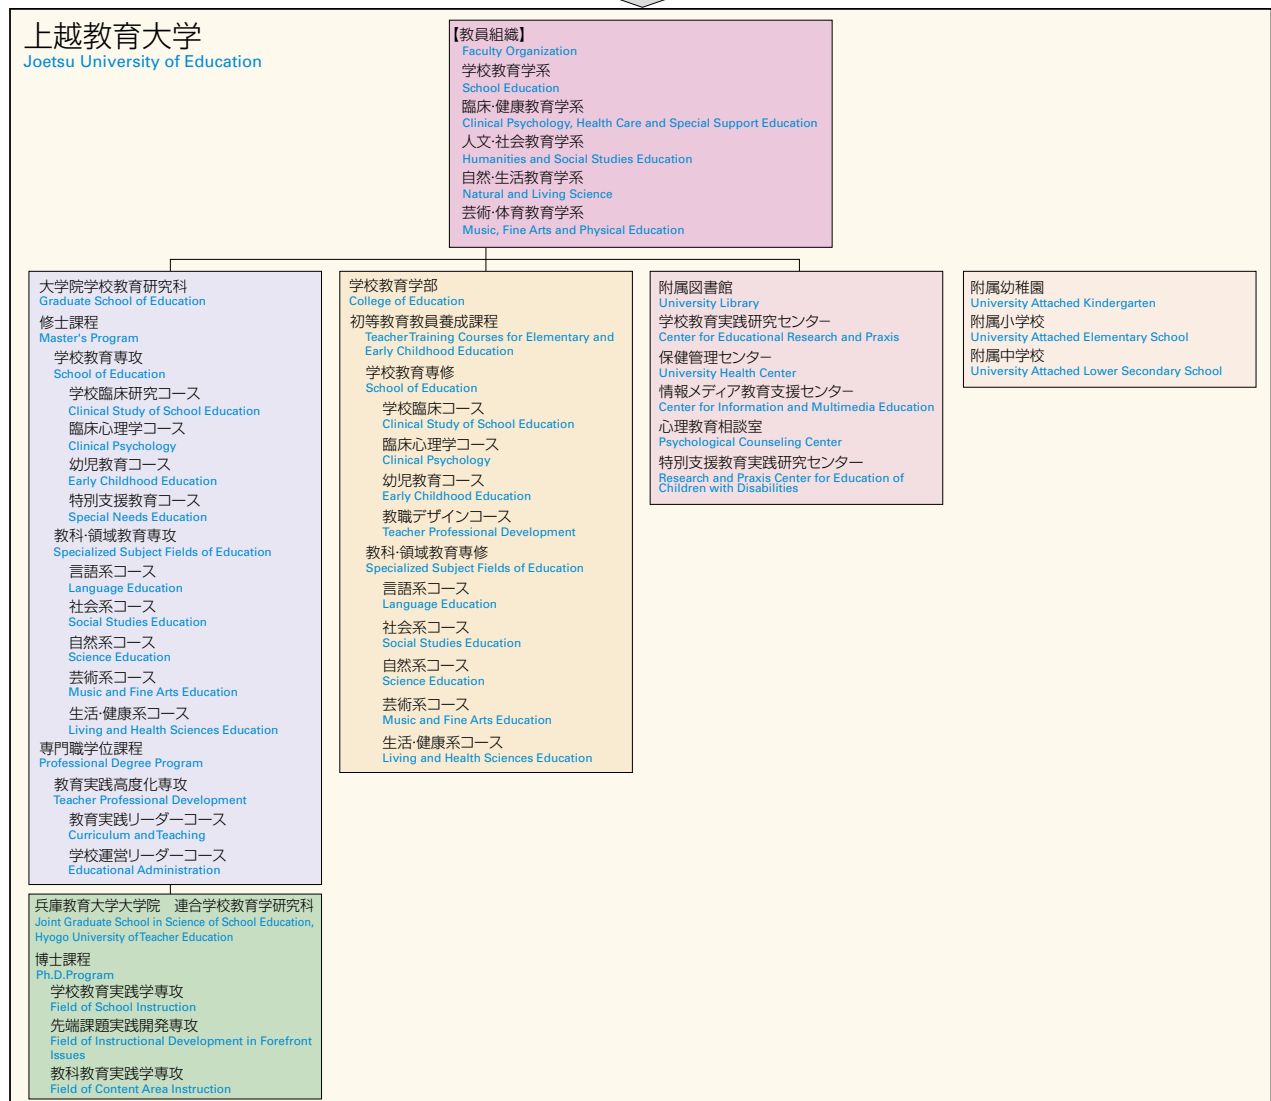 上越教育大学
Joetsu University of Education
【教員組織】
Faculty Organization
学校教育学系
School Education
臨床・健康教育学系
Clinical Psychology, Health Care and Special Support Education
人文・社会教育学系
Humanities and Social Studies Education
自然・生活教育学系
Natural and Living Science
芸術・体育教育学系
Music, Fine Arts and Physical Education
大学院学校教育研究科
Graduate School of Education
修士課程
Master's Program
学校教育専攻
School of Education
学校臨床研究コース
Clinical Study of School Education
臨床心理学コース
Clinical Psychology
幼児教育コース
Early Childhood Education
特別支援教育コース
Special Needs Education
教科・領域教育専攻
Specialized Subject Fields of Education
言語系コース
Language Education
社会系コース
Social Studies Education
自然系コース
Science Education
芸術系コース
Music and Fine Arts Education
生活・健康系コース
Living and Health Sciences Education
専門職学位課程
Professional Degree Program
教育実践高度化専攻
Teacher Professional Development
教育実践リーダーコース
Curriculum and Teaching
学校運営リーダーコース
Educational Administration
兵庫教育大学大学院　連合学校教育学研究科
Joint Graduate School in Science of School Education,
Hyogo University of Teacher Education
博士課程
Ph.D.Program
学校教育実践学専攻
Field of School Instruction
先端課題実践開発専攻
Field of Instructional Development in Forefront
Issues
教科教育実践学専攻
Field of Content Area Instruction
学校教育学部
College of Education
初等教育教員養成課程
Teacher Training Courses for Elementary and
Early Childhood Education
学校教育専修
School of Education
学校臨床コース
Clinical Study of School Education
臨床心理学コース
Clinical Psychology
幼児教育コース
Early Childhood Education
教職デザインコース
Teacher Professional Development
教科・領域教育専修
Specialized Subject Fields of Education
言語系コース
Language Education
社会系コース
Social Studies Education
自然系コース
Science Education
芸術系コース
Music and Fine Arts Education
生活・健康系コース
Living and Health Sciences Education
附属図書館
University Library
学校教育実践研究センター
Center for Educational Research and Praxis
保健管理センター
University Health Center
情報メディア教育支援センター
Center for Information and Multimedia Education
心理教育相談室
Psychological Counseling Center
特別支援教育実践研究センター
Research and Praxis Center for Education of
Children with Disabilities
附属幼稚園
University Attached Kindergarten
附属小学校
University Attached Elementary School
附属中学校
University Attached Lower Secondary School